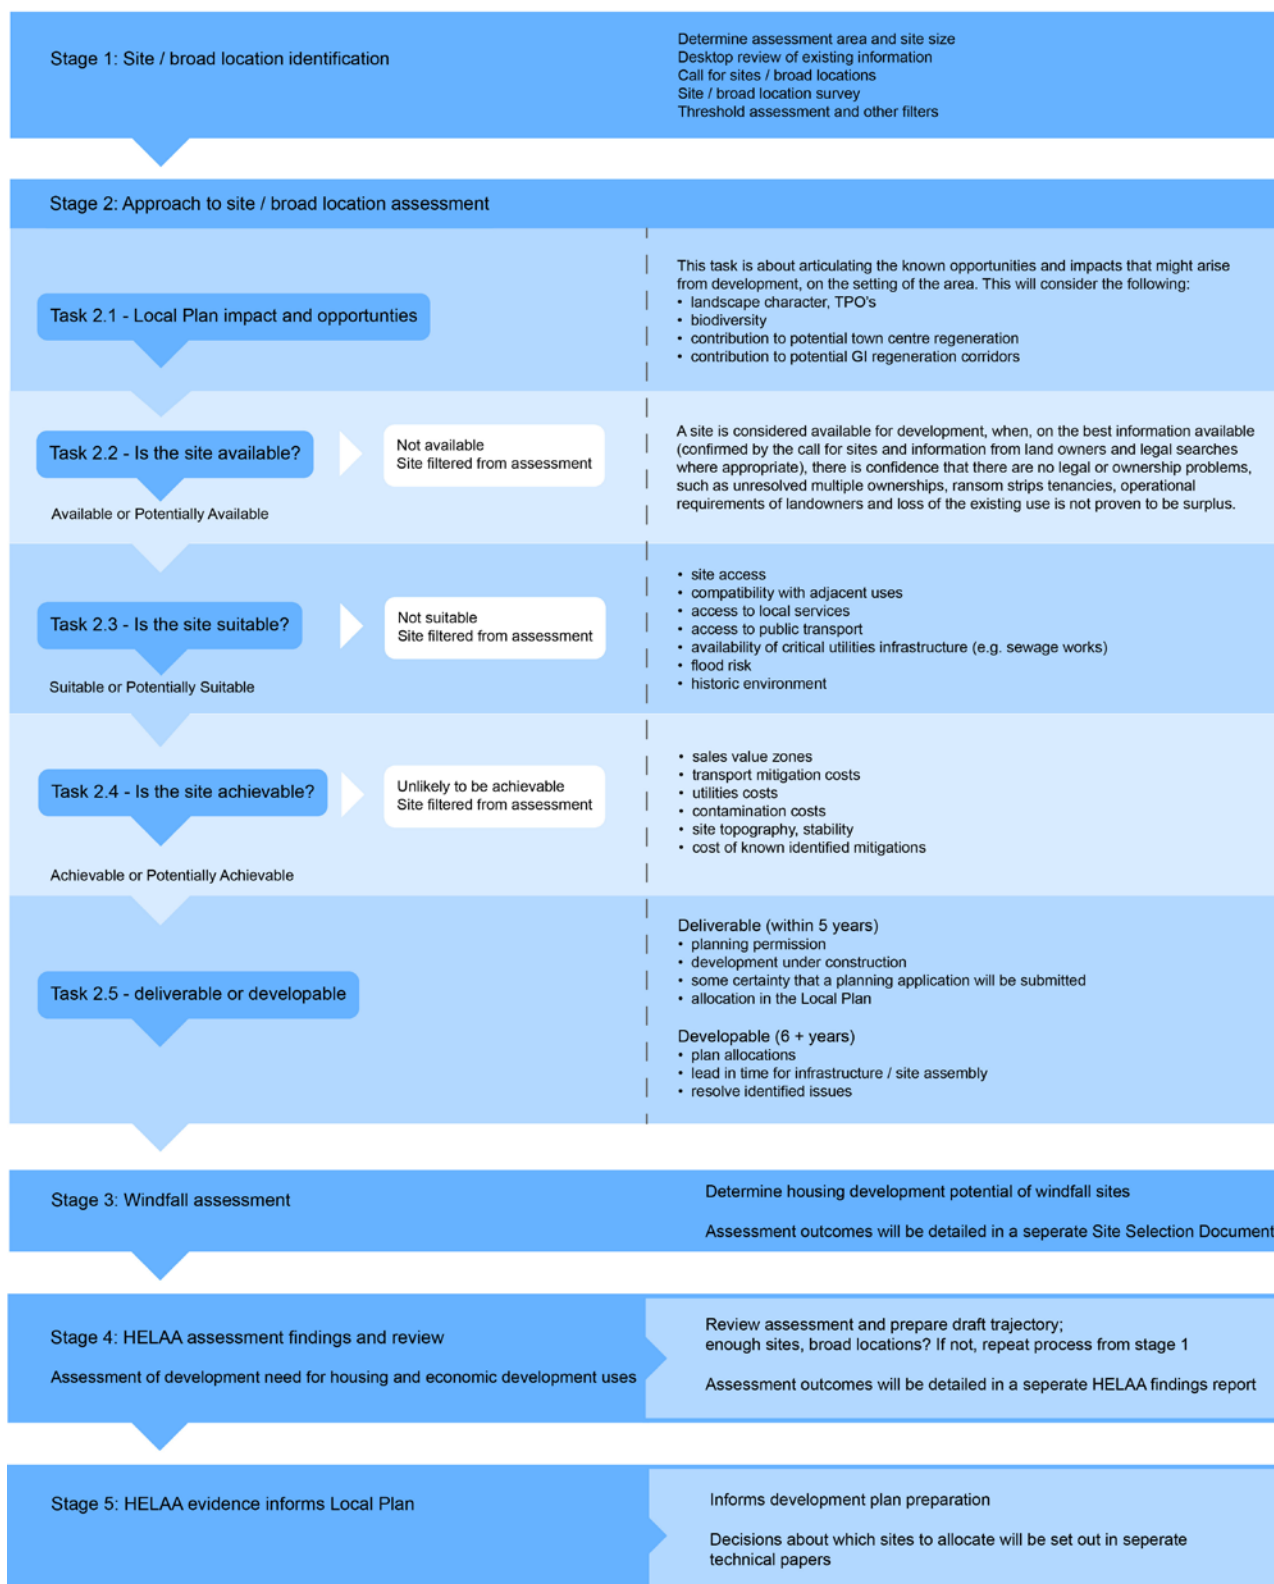 Stage 1: Site / broad location identification
Determine assessment area and site size
Desktop review of existing information
Call for sites / broad locations
Site / broad location survey
Threshold assessment and other filters
Stage 2: Approach to site / broad location assessment
Task 2.1 - Local Plan impact and opportunties
This task is about articulating the known opportunities and impacts that might arise
from development, on the setting of the area. This will consider the following:
• landscape character, TPO's
• biodiversity
• contribution to potential town centre regeneration
• contribution to potential GI regeneration corridors
Task 2.2 - Is the site available?
Not available
Site filtered from assessment
Available or Potentially Available
A site is considered available for development, when, on the best information available
(confirmed by the call for sites and information from land owners and legal searches
where appropriate), there is confidence that there are no legal or ownership problems,
such as unresolved multiple ownerships, ransom strips tenancies, operational
requirements of landowners and loss of the existing use is not proven to be surplus.
Task 2.3 - Is the site suitable?
Not suitable
Site filtered from assessment
Suitable or Potentially Suitable
• site access
• compatibility with adjacent uses
• access to local services
• access to public transport
• availability of critical utilities infrastructure (e.g. sewage works)
• flood risk
• historic environment
Task 2.4 - Is the site achievable?
Unlikely to be achievable
Site filtered from assessment
Achievable or Potentially Achievable
• sales value zones
• transport mitigation costs
• utilities costs
• contamination costs
• site topography, stability
• cost of known identified mitigations
Task 2.5 - deliverable or developable
Deliverable (within 5 years)
• planning permission
• development under construction
• some certainty that a planning application will be submitted
• allocation in the Local Plan
Developable (6 + years)
• plan allocations
• lead in time for infrastructure / site assembly
• resolve identified issues
Stage 3: Windfall assessment
Determine housing development potential of windfall sites
Assessment outcomes will be detailed in a seperate Site Selection Document
Stage 4: HELAA assessment findings and review
Assessment of development need for housing and economic development uses
Review assessment and prepare draft trajectory;
enough sites, broad locations? If not, repeat process from stage 1
Assessment outcomes will be detailed in a seperate HELAA findings report
Stage 5: HELAA evidence informs Local Plan
Informs development plan preparation
Decisions about which sites to allocate will be set out in seperate
technical papers